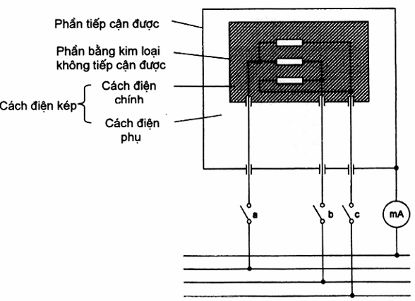 Phần tiếp cận được
Phần bằng kim loại
không tiếp cận được
Cách điện
chính
Cách điện kép
Cách điện
phụ
a
b
c
mA